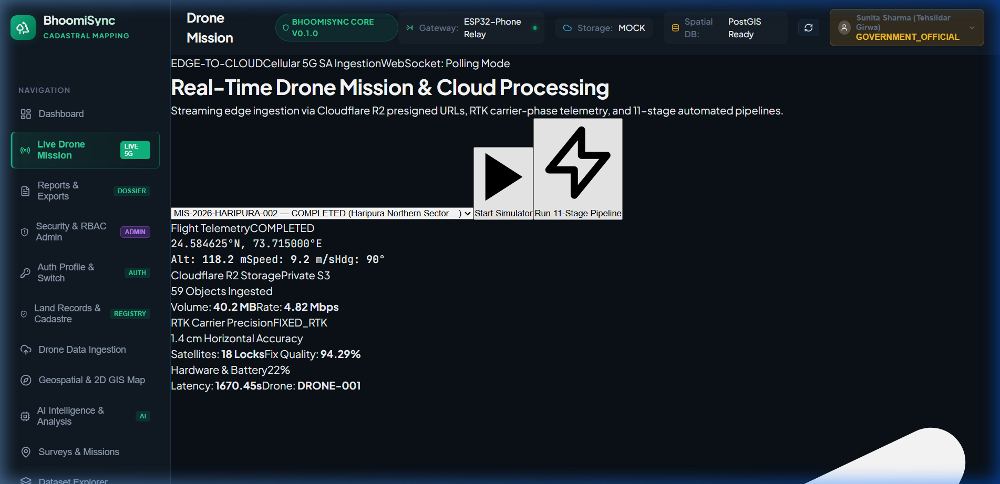 BhoomiSync
CADASTRAL MAPPING
NAVIGATION
Dashboard
Live Drone
Mission
LIVE
5G
Reports &
Exports
DOSSIER
Security & RBAC
Admin
ADMIN
Auth Profile &
Switch
AUTH
Land Records &
Cadastre
REGISTRY
Drone Data Ingestion
Geospatial & 2D GIS Map
AI Intelligence &
Analysis
AI
Surveys & Missions
Dataset Explorer
Drone
Mission
BHOOMISYNC CORE
V0.1.0
Gateway:
ESP32-Phone
Relay
Storage: MOCK
Spatial
DB:
PostGIS
Ready
Sunita Sharma (Tehsildar
Girwa)
GOVERNMENT_OFFICIAL
EDGE-TO-CLOUDCellular 5G SA IngestionWebSocket: Polling Mode
Real-Time Drone Mission & Cloud Processing
Streaming edge ingestion via Cloudflare R2 presigned URLs, RTK carrier-phase telemetry, and 11-stage automated pipelines.
MIS-2026-HARIPURA-002 — COMPLETED (Haripura Northern Sector ...)
Start Simulator
Run 11-Stage Pipeline
Flight TelemetryCOMPLETED
24.584625°N, 73.715000°E
Alt: 118.2 mSpeed: 9.2 m/sHdg: 90°
Cloudflare R2 StoragePrivate S3
59 Objects Ingested
Volume: 40.2 MBRate: 4.82 Mbps
RTK Carrier PrecisionFIXED_RTK
1.4 cm Horizontal Accuracy
Satellites: 18 LocksFix Quality: 94.29%
Hardware & Battery22%
Latency: 1670.45sDrone: DRONE-001